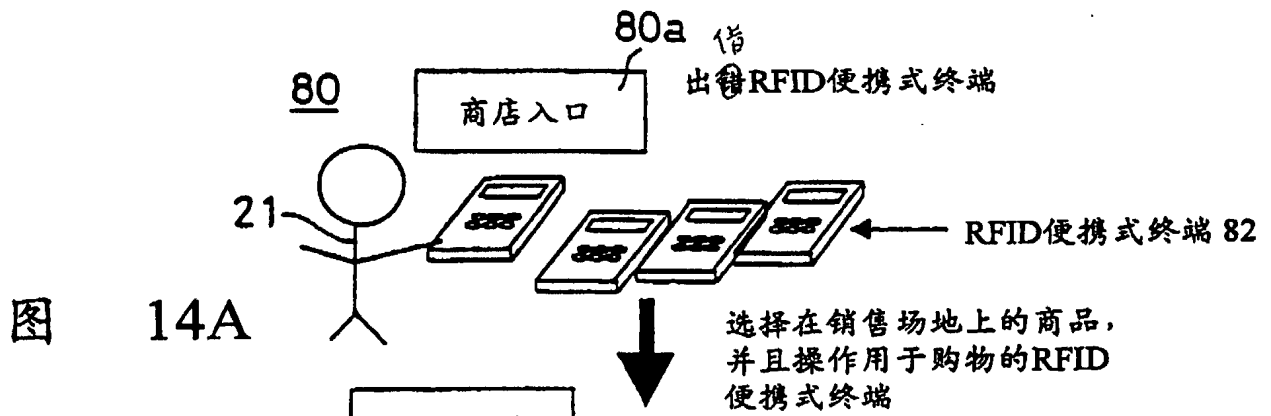 80a 借
80
出错RFID便携式终端
商店入口
21
RFID便携式终端 82
图 14A
选择在销售场地上的商品，
并且操作用于购物的RFID
便携式终端